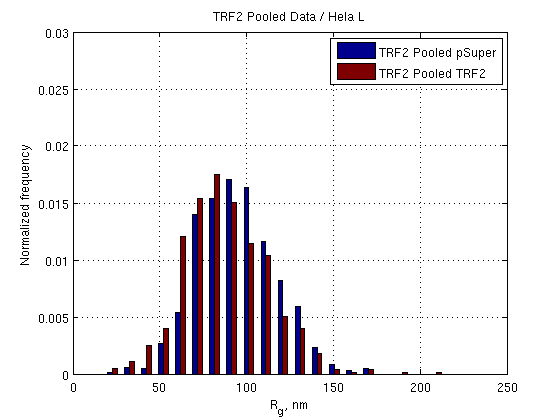 TRF2 Pooled Data / Hela L
0.03
0.025
0.02
0.015
0.01
0.005
0
Normalized frequency
TRF2 Pooled pSuper
TRF2 Pooled TRF2
0 50 100 150 200 250
Rg, nm